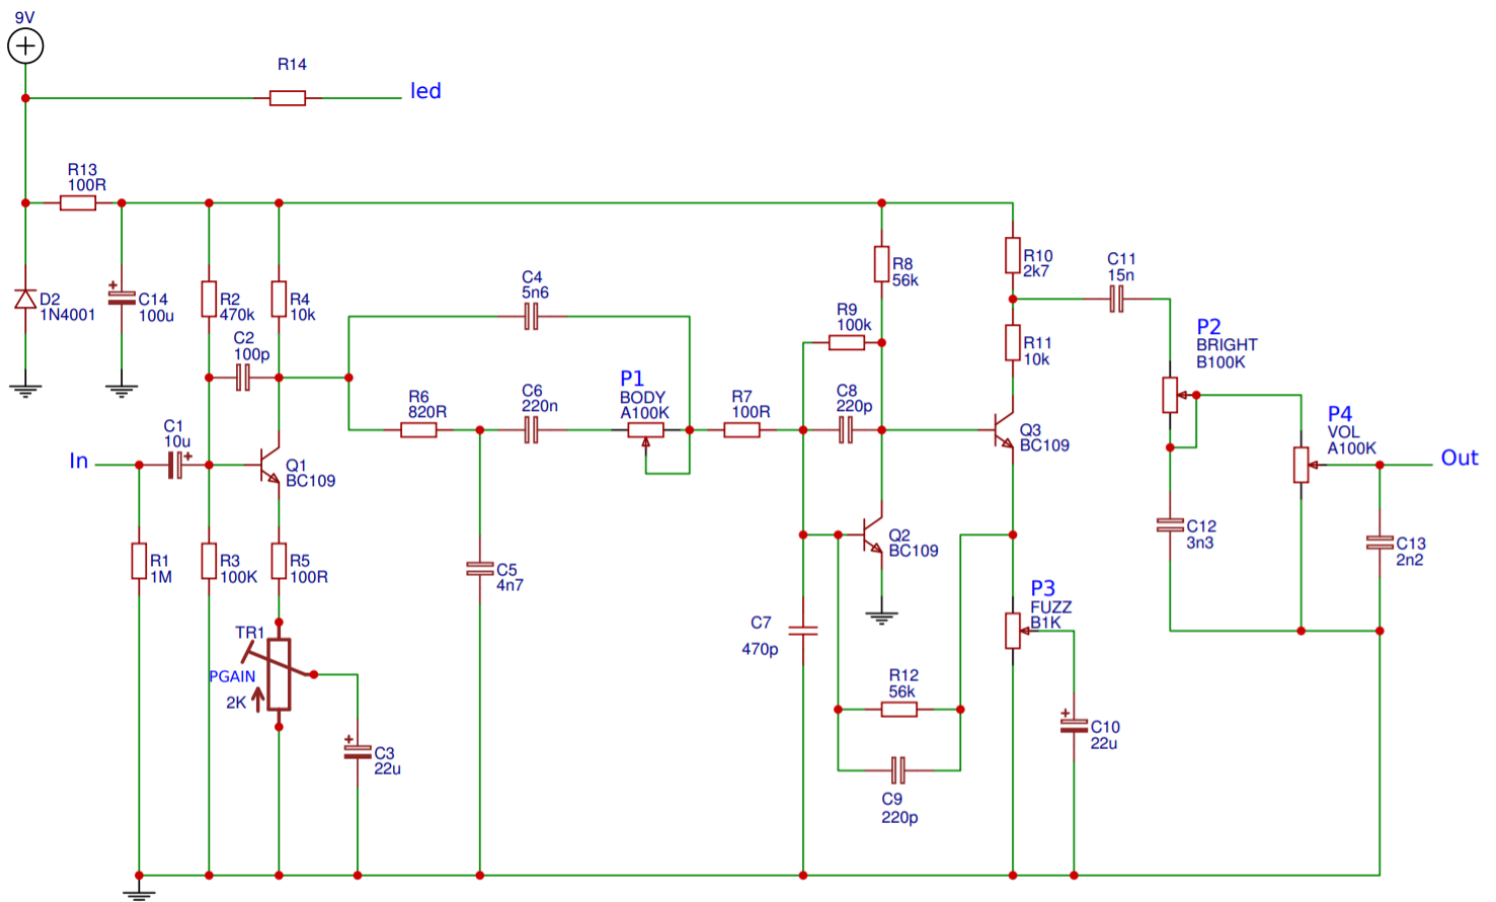 9V
R14
led
R13
100R
D2
1N4001
C14
100u
R2
470k
R4
10k
C2
100p
C4
5n6
R6
820R
C6
220n
P1
BODY
A100K
R7
100R
R9
100k
R8
56k
C8
220p
R10
2k7
R11
10k
C11
15n
P2
BRIGHT
B100K
P4
VOL
A100K
Out
In
C1
10u
Q1
BC109
Q3
BC109
Q2
BC109
R1
1M
R3
100K
R5
100R
C5
4n7
C12
3n3
C13
2n2
TR1
PGAIN
2K
C3
22u
C7
470p
P3
FUZZ
B1K
R12
56k
C9
220p
C10
22u